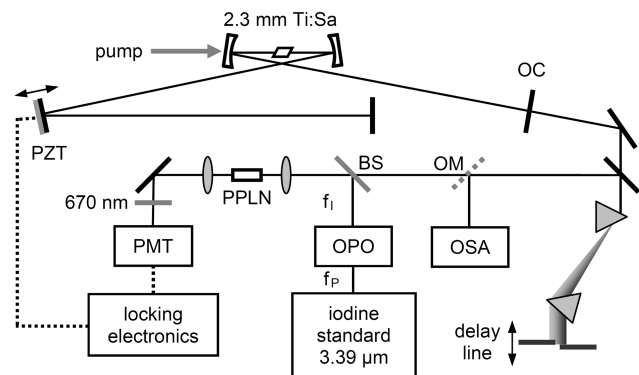 2.3 mm Ti:Sa
pump
OC
PZT
BS
OM
670 nm
PPLN
f_I
PMT
OPO
OSA
f_P
locking
electronics
iodine
standard
3.39 µm
delay
line